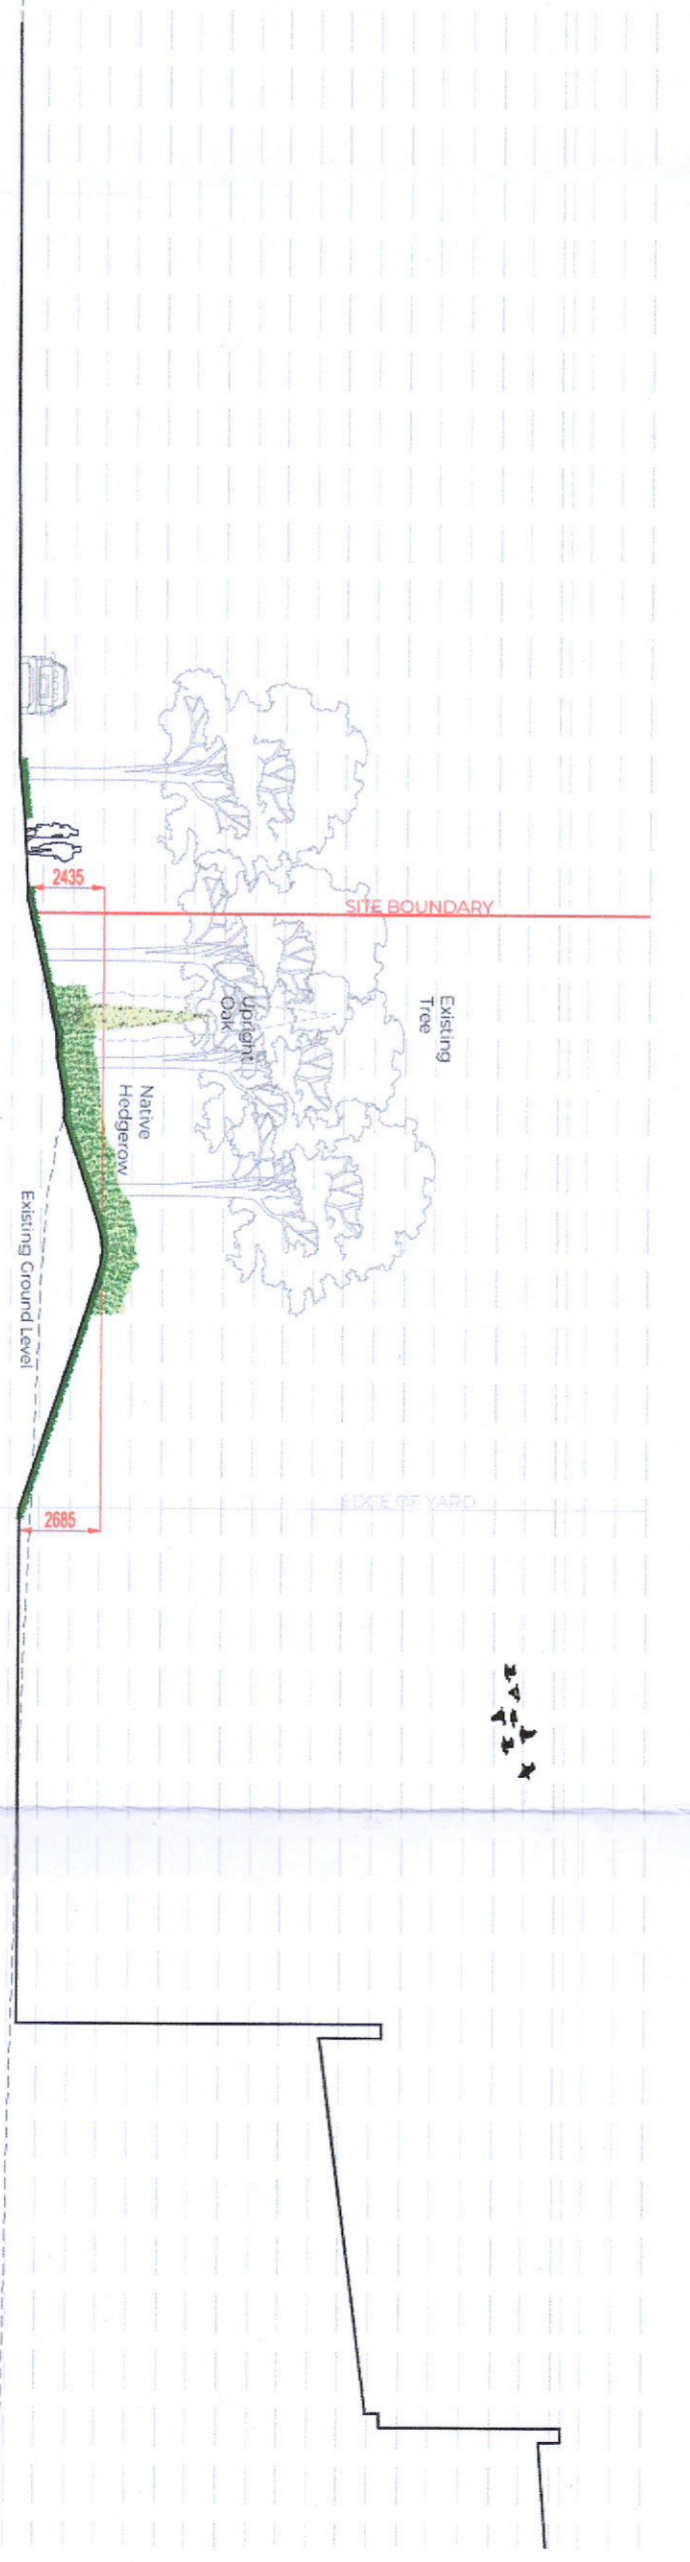 2435
SITE BOUNDARY
Existing
Tree
Upright
Oak
Native
Hedgerow
Existing Ground Level
EDGE OF YARD
2685